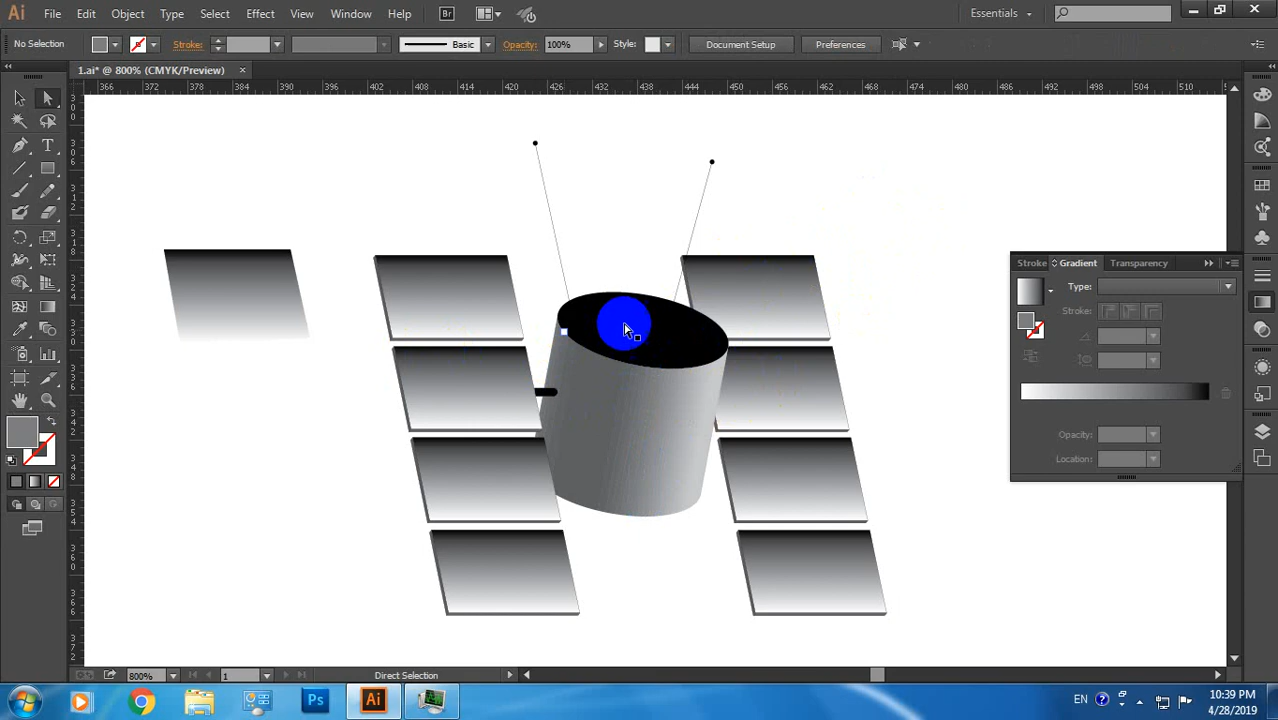 Ai File Edit Object Type Select Effect View Window Help Br Essentials
No Selection Stroke: Basic Opacity: 100% Style: Document Setup Preferences
1.ai* @ 800% (CMYK/Preview)
366 372 378 384 390 396 402 408 414 420 426 432 438 444 450 456 462 468 474 480 486 492 498 504 510
Stroke Gradient Transparency
Type:
Stroke:
Opacity:
Location:
800% 1 Direct Selection
Ps Ai EN 10:39 PM
4/28/2019